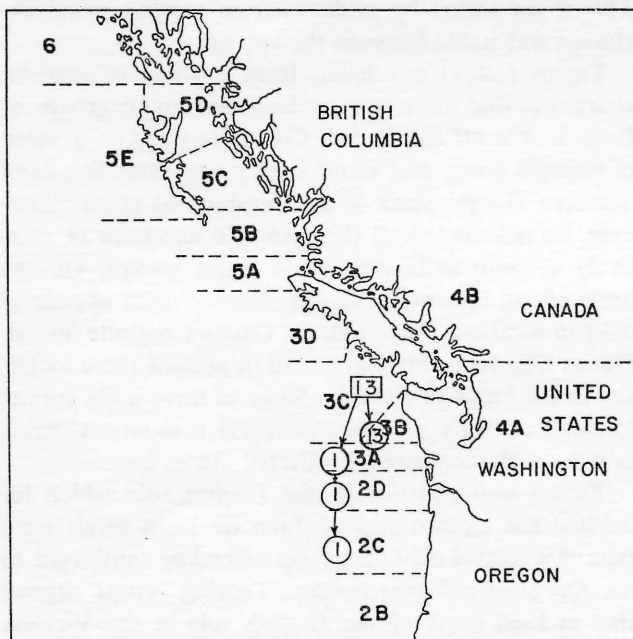 6
5D
BRITISH
COLUMBIA
5E
5C
5B
5A
4B
CANADA
3D
13
UNITED
3C
STATES
4A
3B
13
1
3A
WASHINGTON
1
2D
1
2C
OREGON
2B